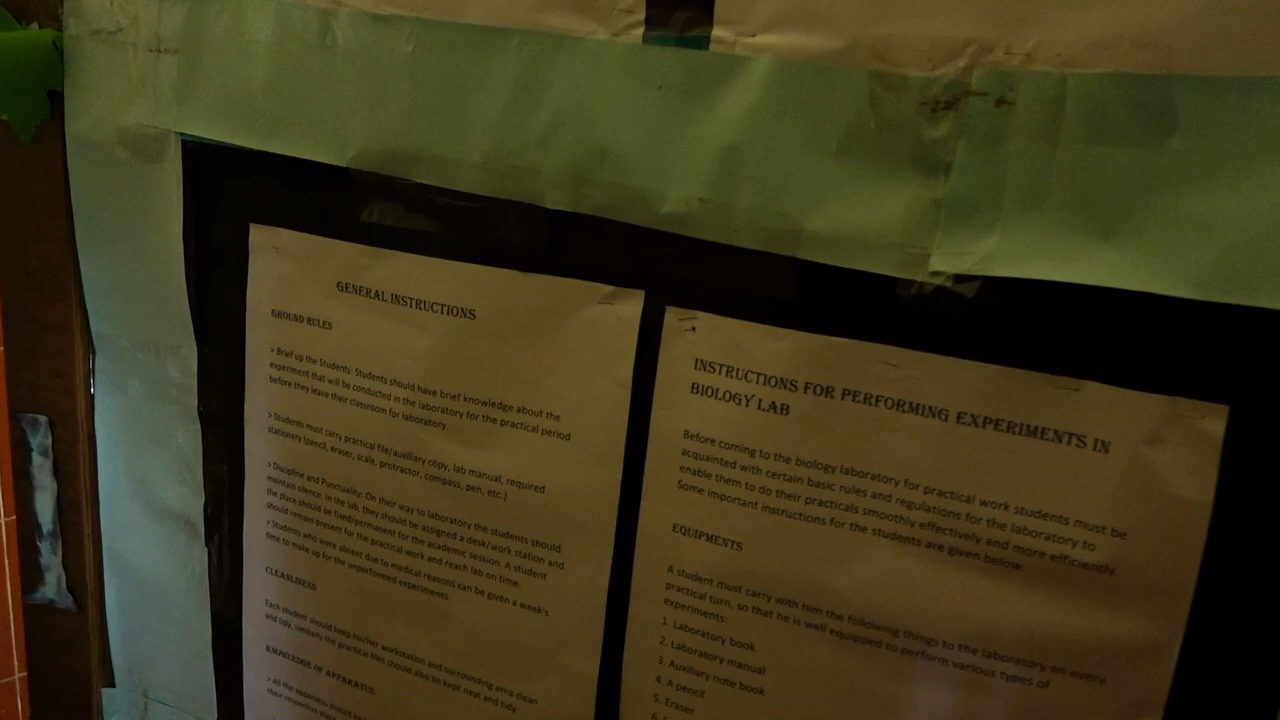 GENERAL INSTRUCTIONS
GROUND RULES
> Brief up the Students: Students should have brief knowledge about the
experiment that will be conducted in the laboratory for the practical period
before they leave their classroom for laboratory.
> Students must carry practical file/auxiliary copy, lab manual, required
stationery (pencil, eraser, scale, protractor, compass, pen, etc.)
> Discipline and Punctuality: On their way to laboratory the students should
maintain silence. In the lab, they should be assigned a desk/work station and
the place should be fixed/permanent for the academic session. A student
should remain present for the practical work and reach lab on time.
> Students who were absent due to medical reasons can be given a week's
time to make up for the unperformed experiments.
CLEANLINESS
Each student should keep his/her workstation and surrounding area clean
and tidy, similarly the practical files should also be kept neat and tidy
KNOWLEDGE OF APPARATUS
> All the apparatus should
their respective
INSTRUCTIONS FOR PERFORMING EXPERIMENTS IN
BIOLOGY LAB
Before coming to the biology laboratory for practical work students must be
acquainted with certain basic rules and regulations for the laboratory to
enable them to do their practicals smoothly effectively and more efficiently.
Some important instructions for the students are given below
EQUIPMENTS
A student must carry with him the following things to the laboratory on every
practical turn, so that he is well equipped to perform various types of
experiments:
1. Laboratory book
2. Laboratory manual
3. Auxiliary note book
4. A pencil
5. Eraser
6.